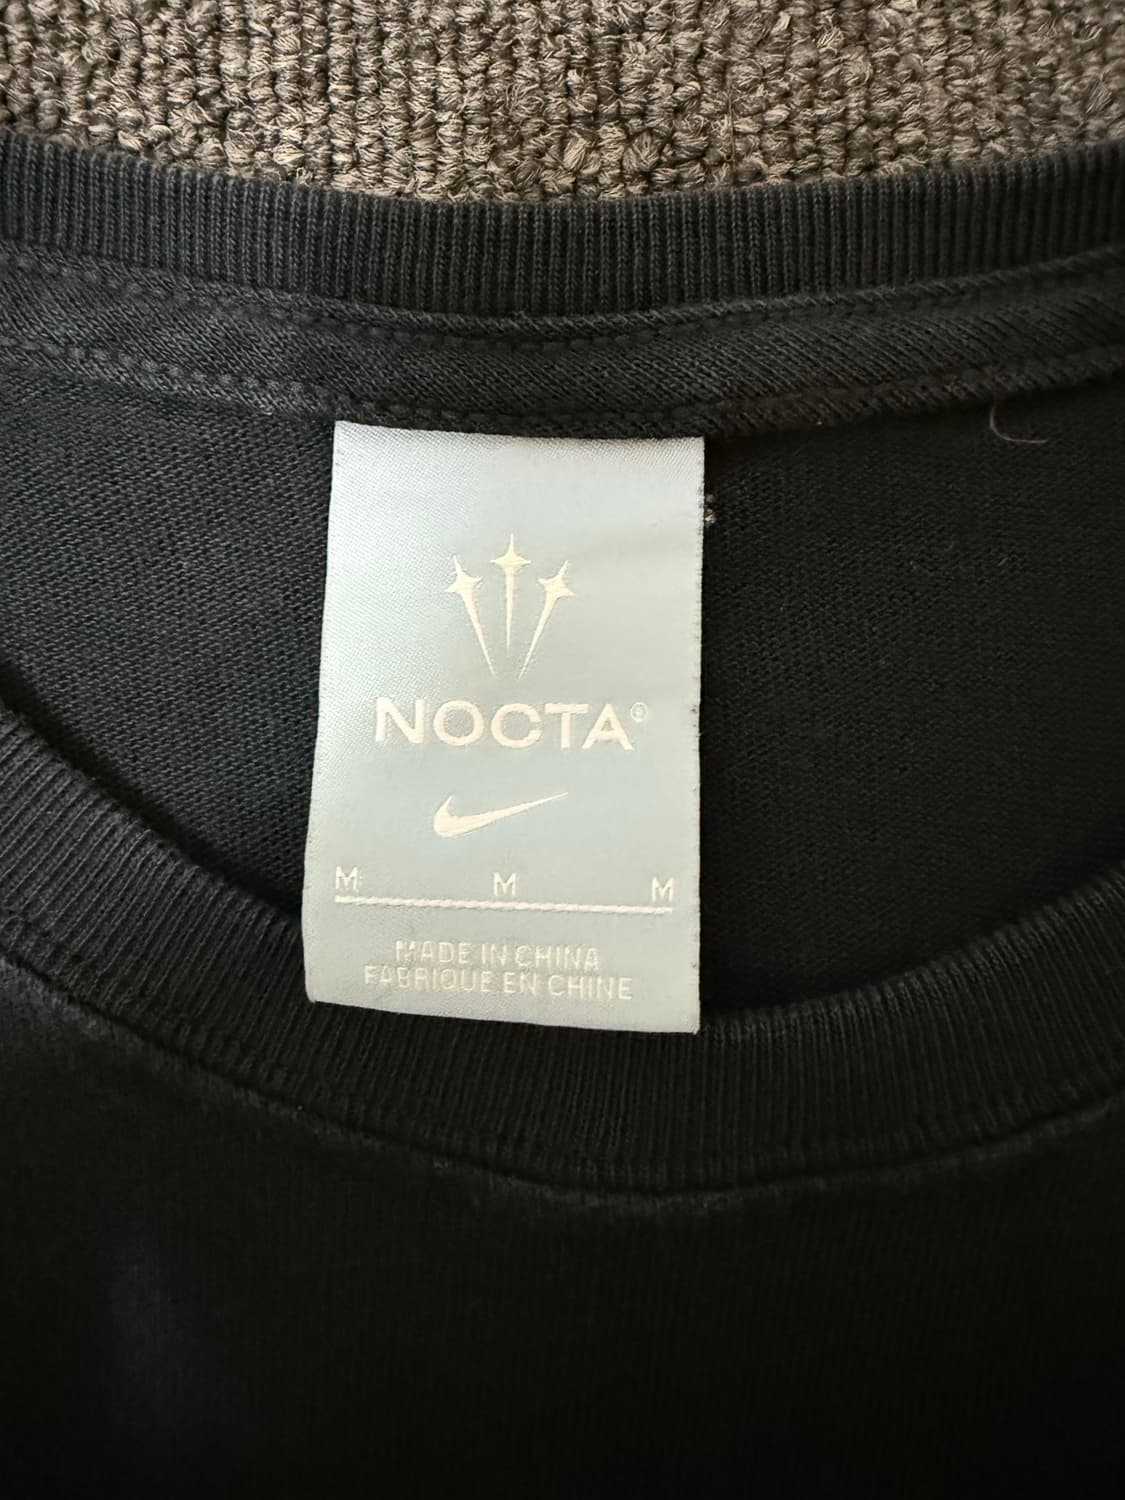 NOCTA®
M M M
MADE IN CHINA
FABRIQUE EN CHINE